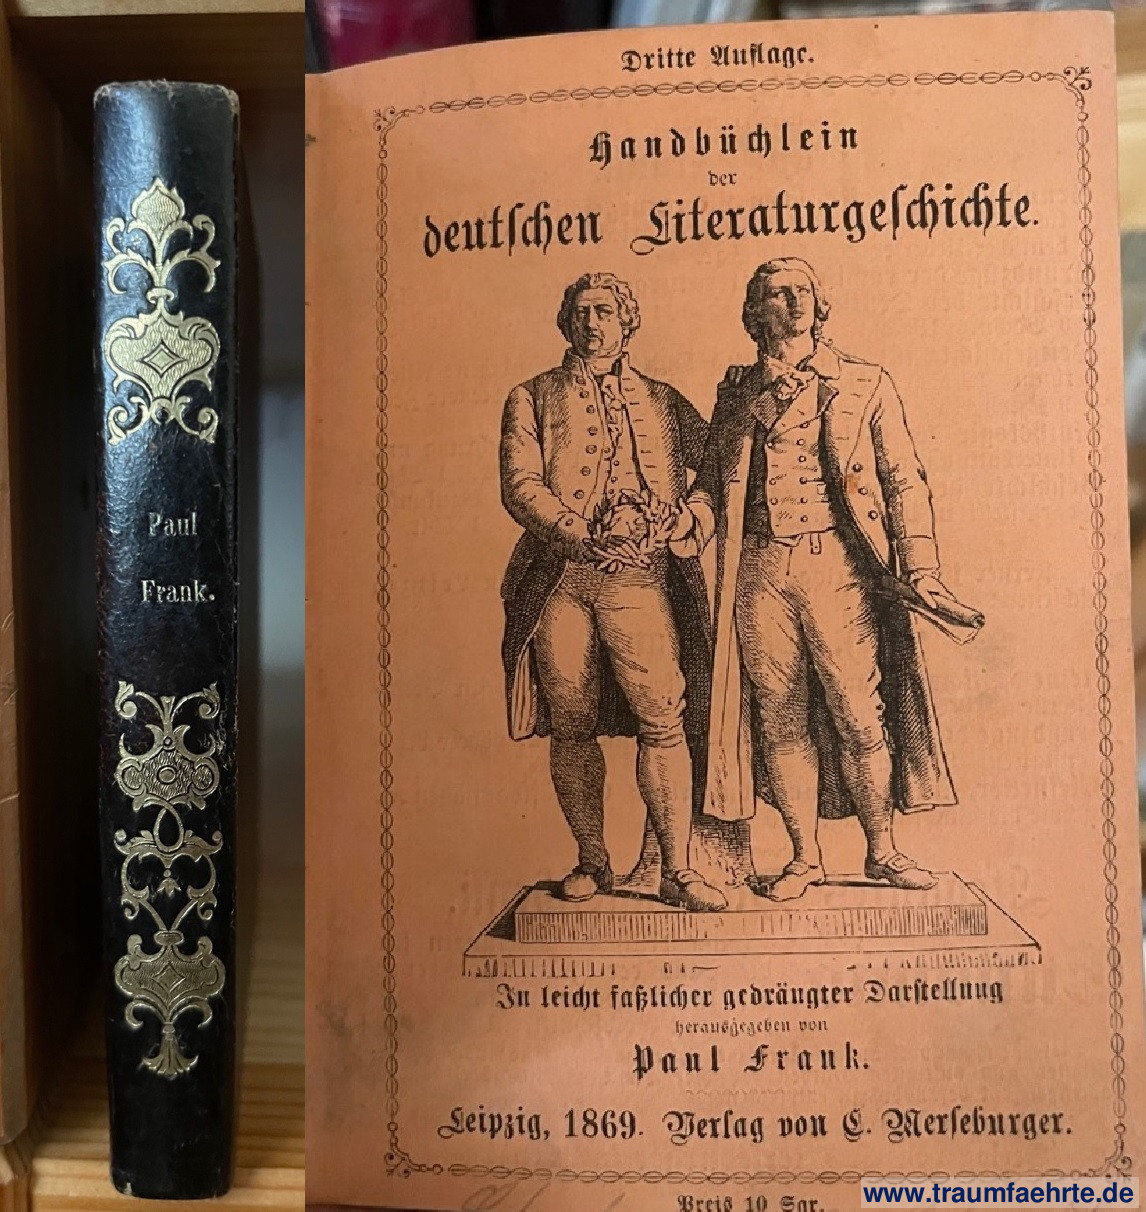 Paul
Frank.
Dritte Auflage.
Handbüchlein
der
deutschen Literaturgeschichte.
In leicht faßlicher gedrängter Darstellung
herausgegeben von
Paul Frank.
Leipzig, 1869. Verlag von C. Merseburger.
Preis 10 Sgr.
www.traumfaehrte.de